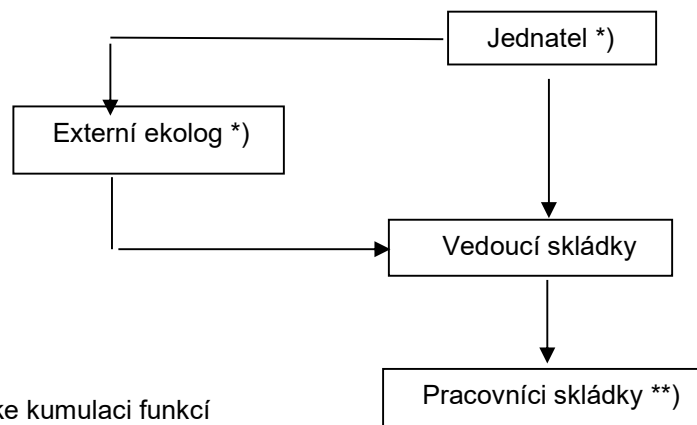 Jednatel *)
Externí ekolog *)
Vedoucí skládky
Pracovníci skládky **)
ke kumulaci funkcí